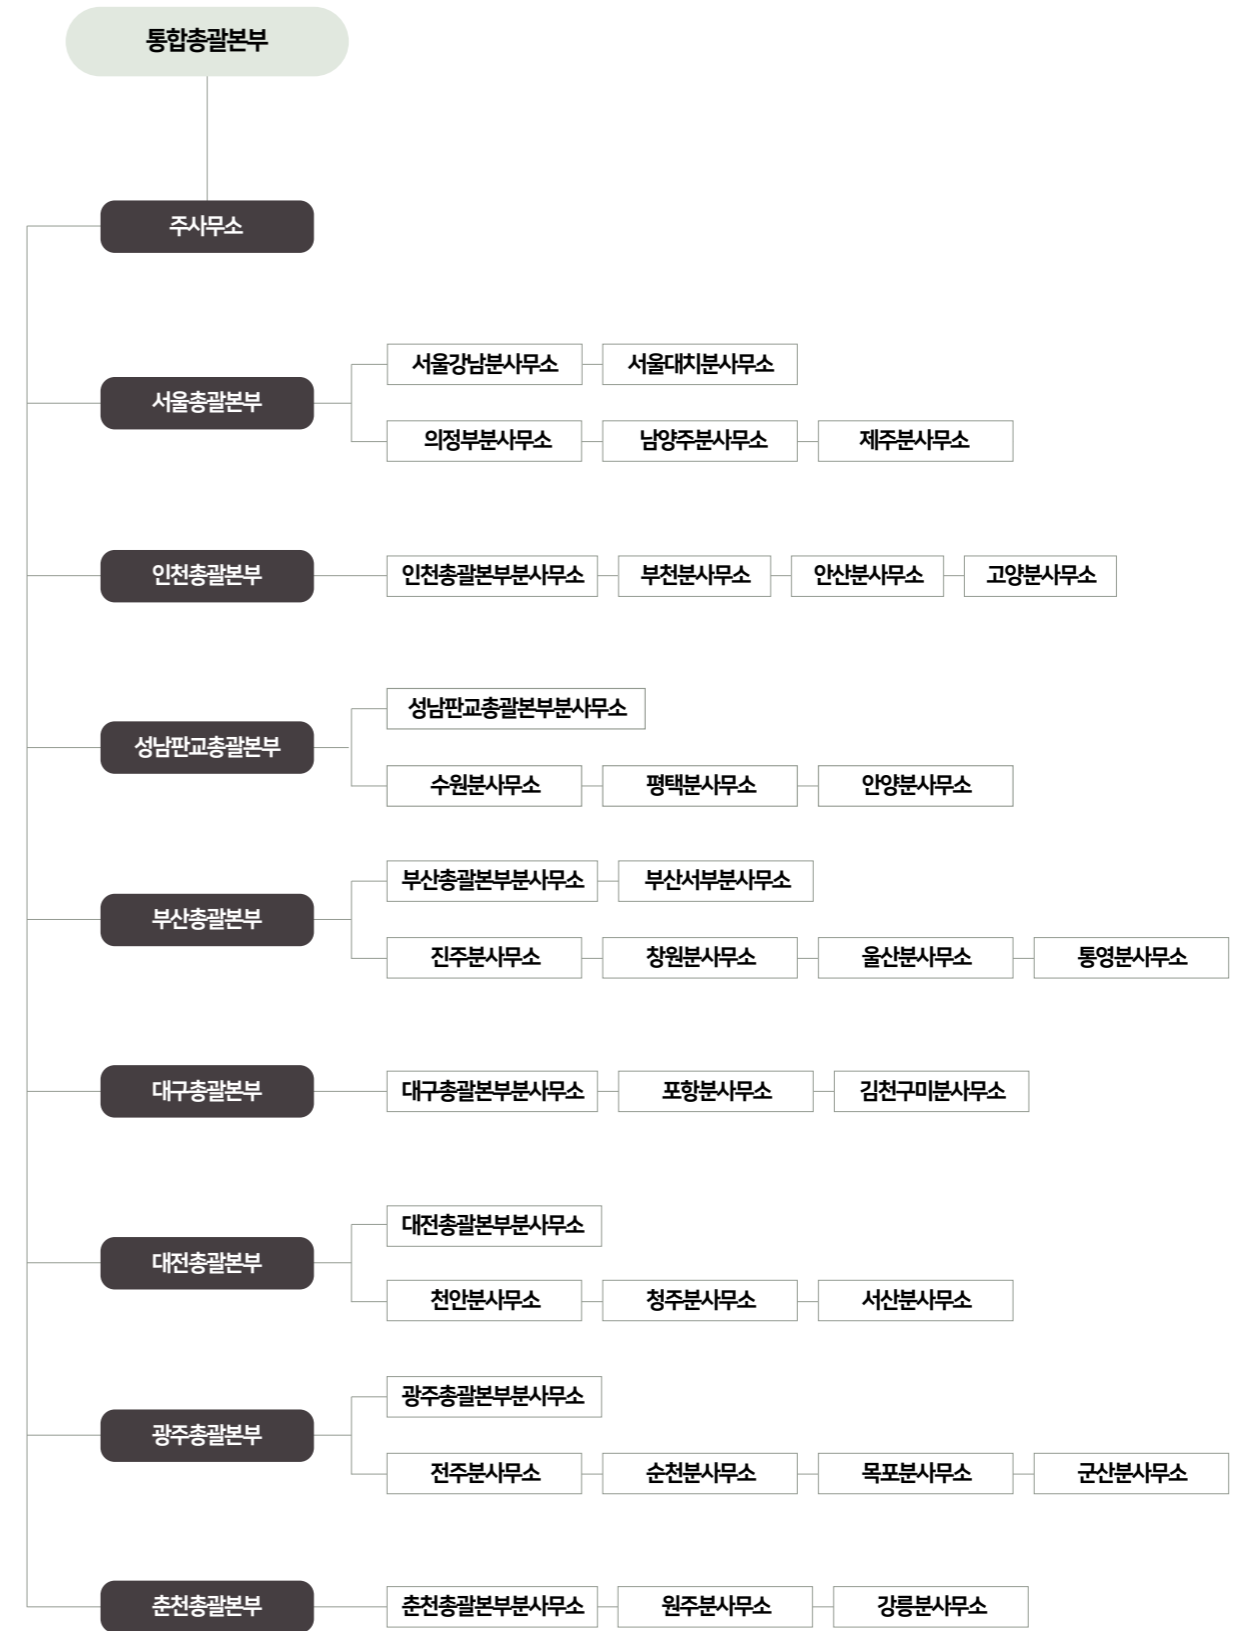 통합총괄본부
주사무소
서울총괄본부
서울강남분사무소 서울대치분사무소
의정부분사무소 남양주분사무소 제주분사무소
인천총괄본부 인천총괄본부분사무소 부천분사무소 안산분사무소 고양분사무소
성남판교총괄본부
성남판교총괄본부분사무소
수원분사무소 평택분사무소 안양분사무소
부산총괄본부
부산총괄본부분사무소 부산서부분사무소
진주분사무소 창원분사무소 울산분사무소 통영분사무소
대구총괄본부 대구총괄본부분사무소 포항분사무소 김천구미분사무소
대전총괄본부
대전총괄본부분사무소
천안분사무소 청주분사무소 서산분사무소
광주총괄본부
광주총괄본부분사무소
전주분사무소 순천분사무소 목포분사무소 군산분사무소
춘천총괄본부 춘천총괄본부분사무소 원주분사무소 강릉분사무소